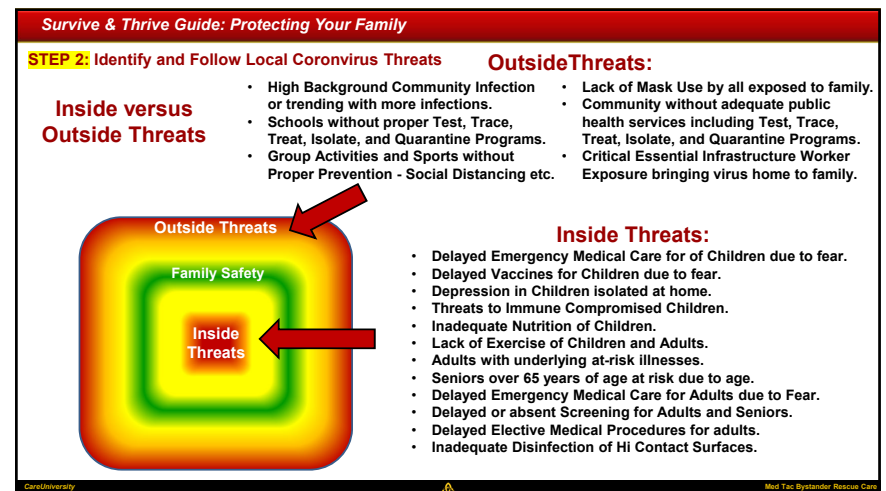 Survive & Thrive Guide: Protecting Your Family
STEP 2: Identify and Follow Local Coronvirus Threats
Inside versus
Outside Threats
OutsideThreats:
• High Background Community Infection
or trending with more infections.
• Schools without proper Test, Trace,
Treat, Isolate, and Quarantine Programs.
• Group Activities and Sports without
Proper Prevention - Social Distancing etc.
• Lack of Mask Use by all exposed to family.
• Community without adequate public
health services including Test, Trace,
Treat, Isolate, and Quarantine Programs.
• Critical Essential Infrastructure Worker
Exposure bringing virus home to family.
Outside Threats
Family Safety
Inside
Threats
Inside Threats:
• Delayed Emergency Medical Care for of Children due to fear.
• Delayed Vaccines for Children due to fear.
• Depression in Children isolated at home.
• Threats to Immune Compromised Children.
• Inadequate Nutrition of Children.
• Lack of Exercise of Children and Adults.
• Adults with underlying at-risk illnesses.
• Seniors over 65 years of age at risk due to age.
• Delayed Emergency Medical Care for Adults due to Fear.
• Delayed or absent Screening for Adults and Seniors.
• Delayed Elective Medical Procedures for adults.
• Inadequate Disinfection of Hi Contact Surfaces.
CareUniversity
Med Tac Bystander Rescue Care